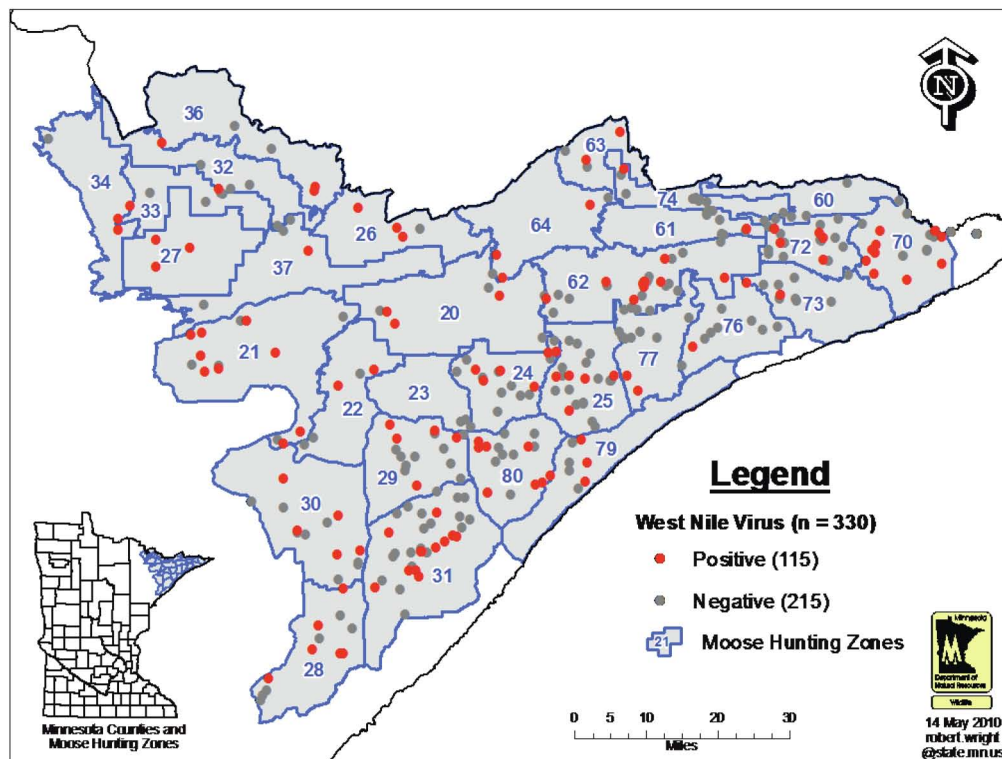 N
36
63
34
32
33
74
60
64
26
61
70
72
27
37
62
73
20
76
21
77
24
22
23
25
79
29
80
30
31
28
Legend
West Nile Virus (n = 330)
Positive (115)
Negative (215)
21 Moose Hunting Zones
Minnesota Counties and
Moose Hunting Zones
0 5 10 20 30
Miles
Minnesota
Department of
Natural Resources
Wildlife
14 May 2010
robert.wright
@state.mn.us